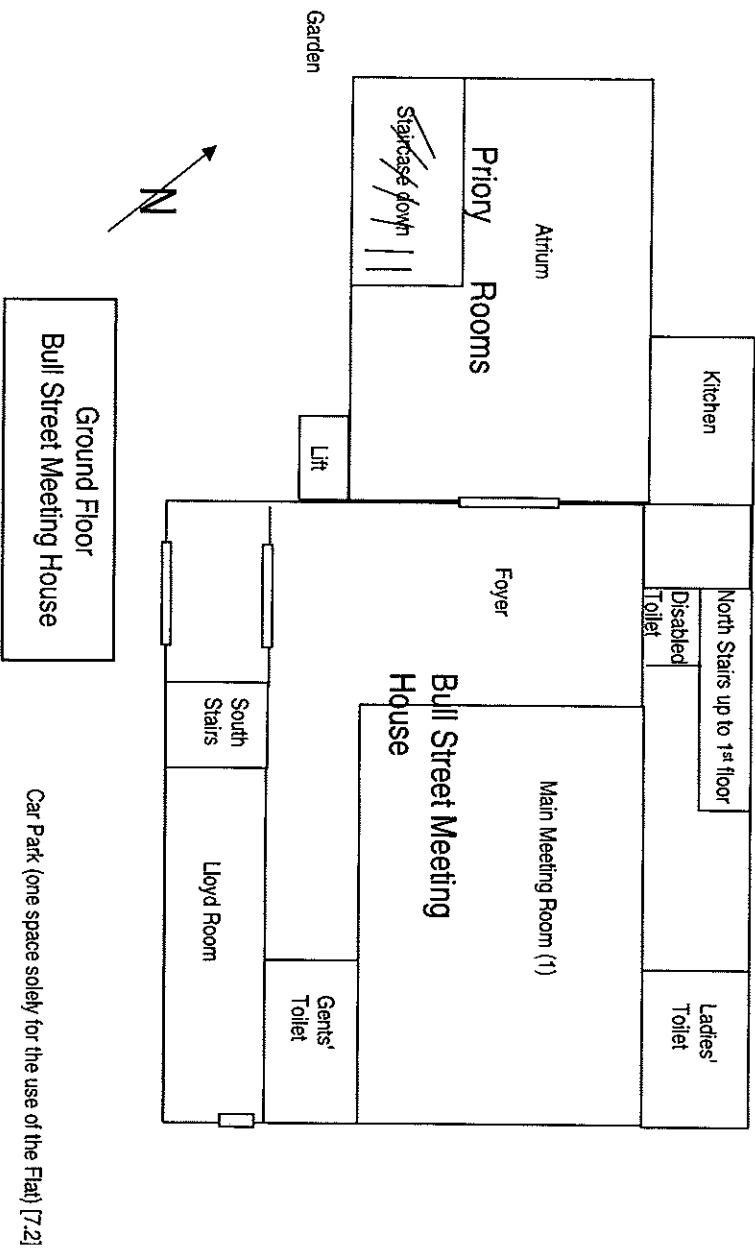 Garden
Staircase down
Priory Rooms
Atrium
Kitchen
Lift
N
Ground Floor
Bull Street Meeting House
Foyer
North Stairs up to 1st floor
Disabled
Toilet
Bull Street Meeting
House
South
Stairs
Main Meeting Room (1)
Lloyd Room
Gents'
Toilet
Ladies'
Toilet
Car Park (one space solely for the use of the Flat) [7.2]